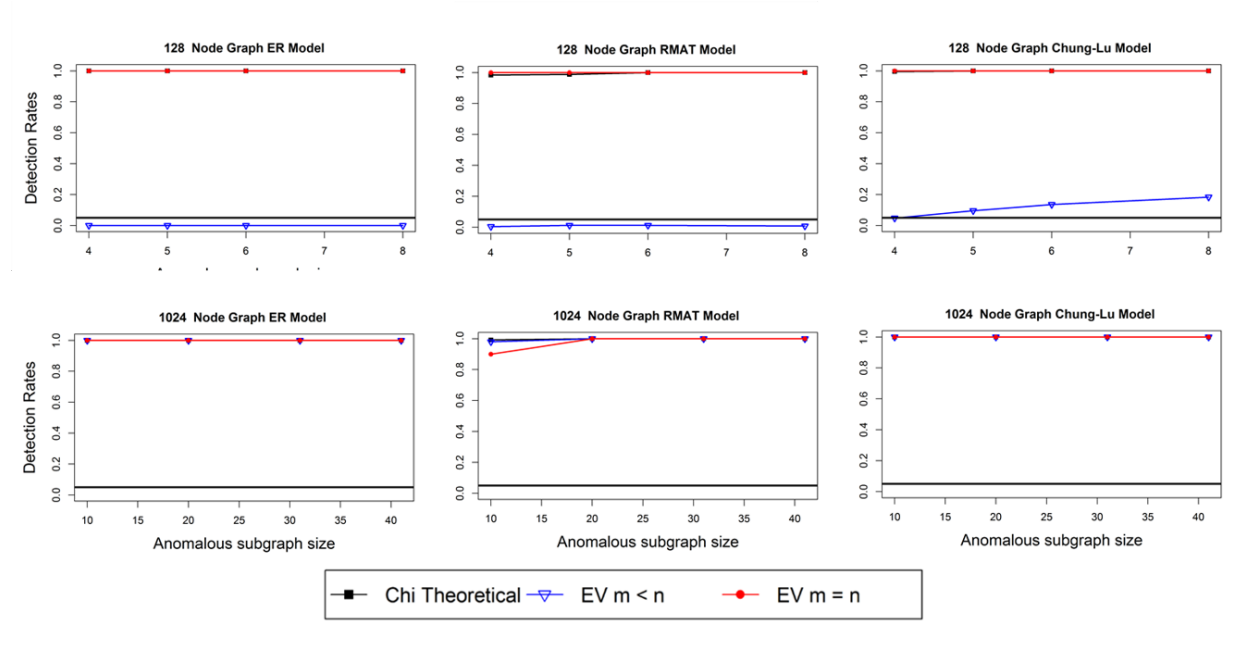 128 Node Graph ER Model
128 Node Graph RMAT Model
128 Node Graph Chung-Lu Model
Detection Rates
0.0 0.2 0.4 0.6 0.8 1.0
4 5 6 7 8
0.0 0.2 0.4 0.6 0.8 1.0
4 5 6 7 8
0.0 0.2 0.4 0.6 0.8 1.0
4 5 6 7 8
1024 Node Graph ER Model
1024 Node Graph RMAT Model
1024 Node Graph Chung-Lu Model
Detection Rates
0.0 0.2 0.4 0.6 0.8 1.0
10 15 20 25 30 35 40
0.0 0.2 0.4 0.6 0.8 1.0
10 15 20 25 30 35 40
0.0 0.2 0.4 0.6 0.8 1.0
10 15 20 25 30 35 40
Anomalous subgraph size
Anomalous subgraph size
Anomalous subgraph size
Chi Theoretical
EV m < n
EV m = n